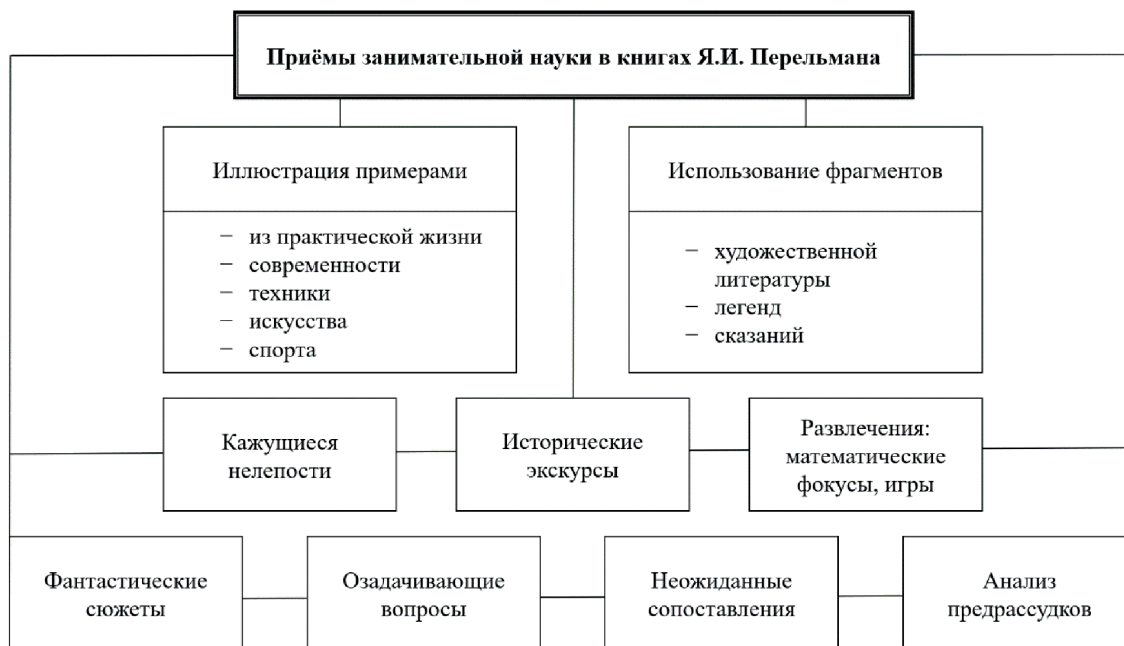 Приёмы занимательной науки в книгах Я.И. Перельмана
Иллюстрация примерами
− из практической жизни
− современности
− техники
− искусства
− спорта
Использование фрагментов
− художественной
литературы
− легенд
− сказаний
Кажущиеся
нелепости
Исторические
экскурсы
Развлечения:
математические
фокусы, игры
Фантастические
сюжеты
Озадачивающие
вопросы
Неожиданные
сопоставления
Анализ
предрассудков